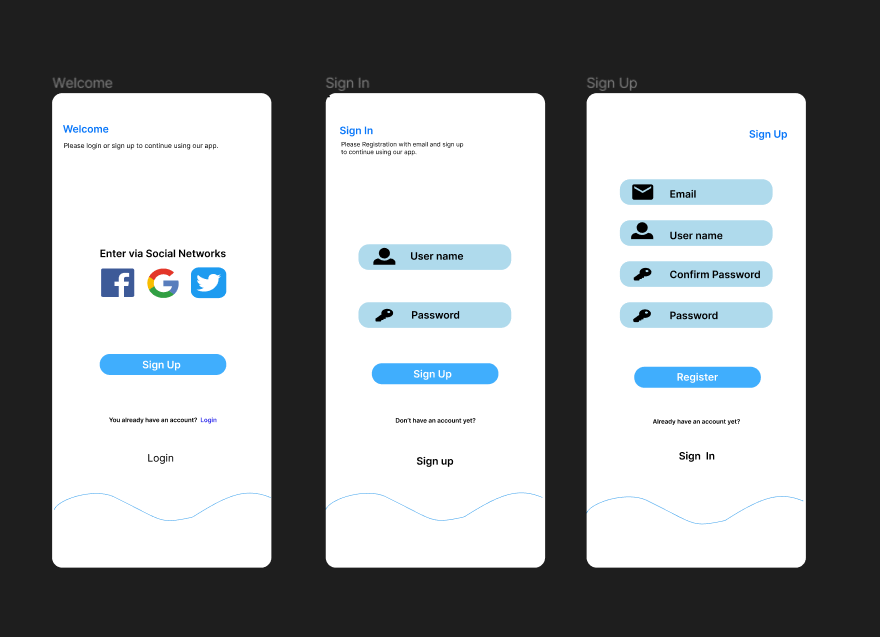 Welcome
Welcome
Please login or sign up to continue using our app.
Enter via Social Networks
Sign Up
You already have an account? Login
Login
Sign In
Sign In
Please Registration with email and sign up
to continue using our app.
User name
Password
Sign Up
Don't have an account yet?
Sign up
Sign Up
Sign Up
Email
User name
Confirm Password
Password
Register
Already have an account yet?
Sign In